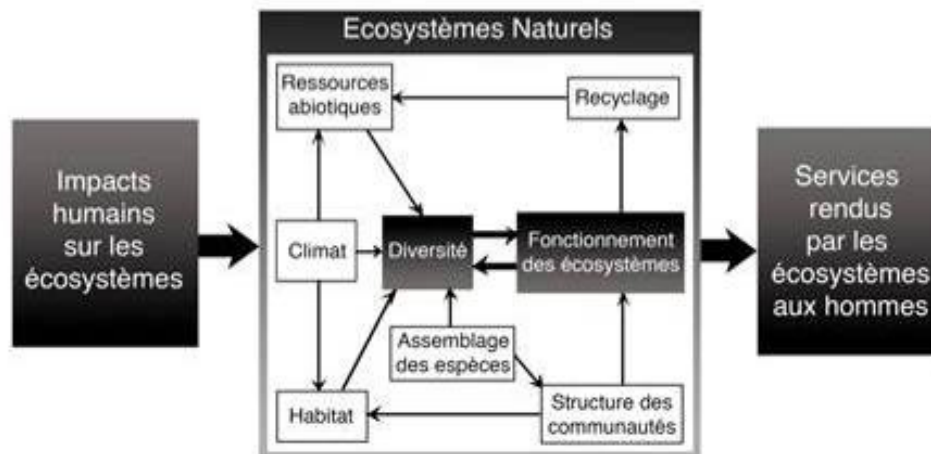 Ecosystèmes Naturels
Impacts
humains
sur les
écosystèmes
Ressources
abiotiques
Recyclage
Climat
Diversité
Fonctionnement
des écosystèmes
Assemblage
des espèces
Habitat
Structure des
communautés
Services
rendus
par les
écosystèmes
aux hommes